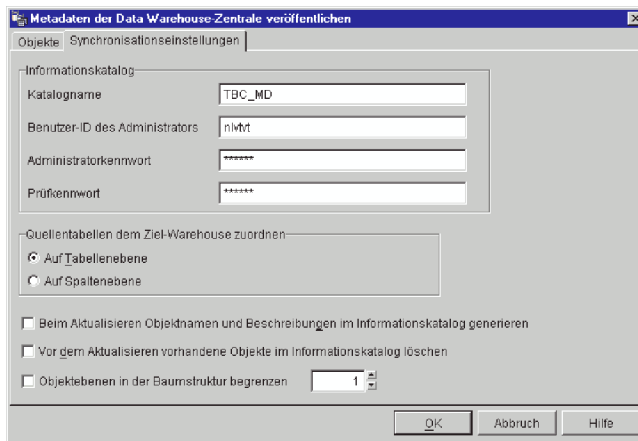 Metadaten der Data Warehouse-Zentrale veröffentlichen
Objekte Synchronisationseinstellungen
Informationskatalog
Katalogname TBC_MD
Benutzer-ID des Administrators nlvtvt
Administratorkennwort ******
Prüfkennwort ******
Quellentabellen dem Ziel-Warehouse zuordnen
Auf Tabellenebene
Auf Spaltenebene
Beim Aktualisieren Objektnamen und Beschreibungen im Informationskatalog generieren
Vor dem Aktualisieren vorhandene Objekte im Informationskatalog löschen
Objektebenen in der Baumstruktur begrenzen 1
OK Abbruch Hilfe